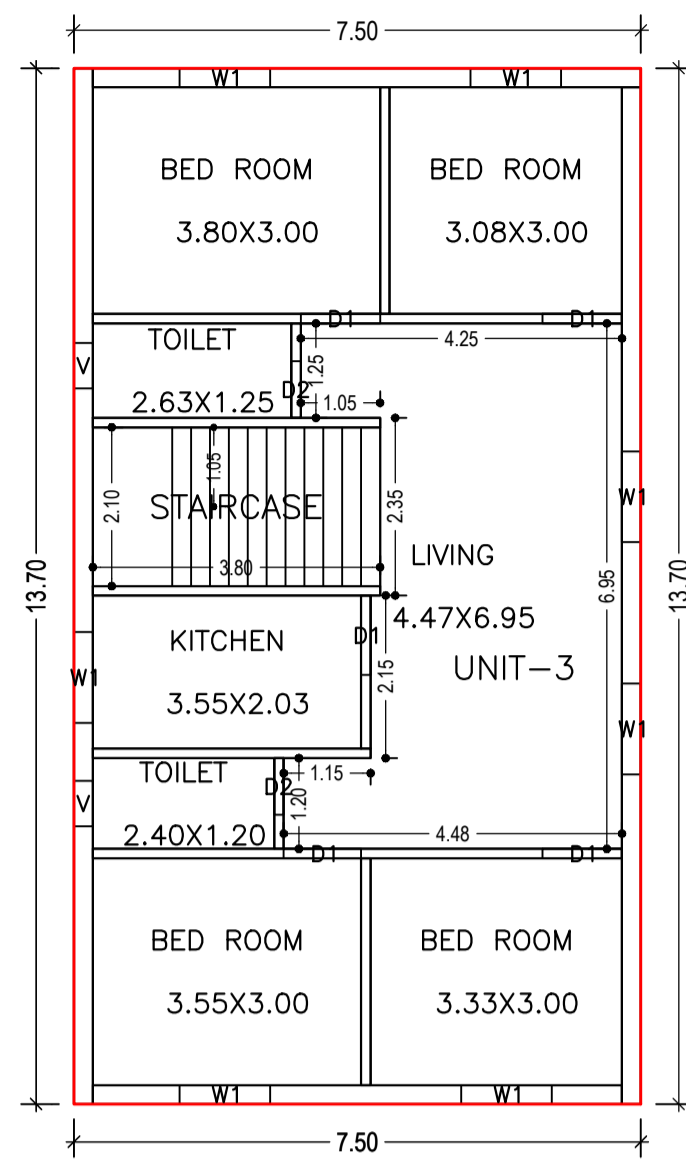 7.50
W1 W1
BED ROOM BED ROOM
3.80X3.00 3.08X3.00
D1 D1
TOILET
4.25
V
1.25
D2
2.63X1.25
1.05
1.05
2.10
STAIRCASE
2.35
W1
LIVING
3.80
13.70
13.70
6.95
4.47X6.95
KITCHEN
D1
UNIT-3
2.15
W1
3.55X2.03
W1
TOILET
1.15
D2
V
1.20
2.40X1.20
4.48
D1 D1
BED ROOM BED ROOM
3.55X3.00 3.33X3.00
W1 W1
7.50